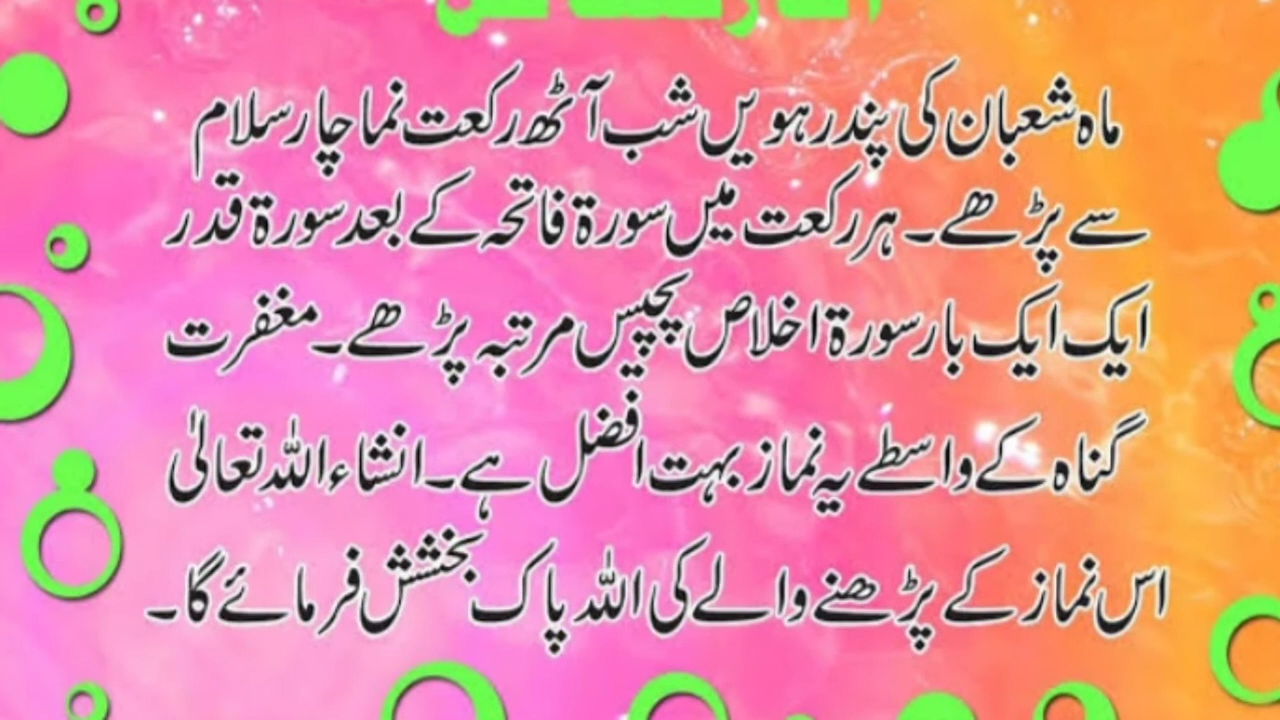 ماہ شعبان کی پندرہویں شب آٹھ رکعت نما چار سلام
سے پڑھے۔ ہر رکعت میں سورۃ فاتحہ کے بعد سورۃ قدر
ایک ایک بار سورۃ اخلاص پچپس مرتبہ پڑھے۔ مغفرت
گناہ کے واسطے یہ نماز بہت افضل ہے۔ انشاء اللہ تعالیٰ
اس نماز کے پڑھنے والے کی اللہ پاک بخشش فرمائے گا۔